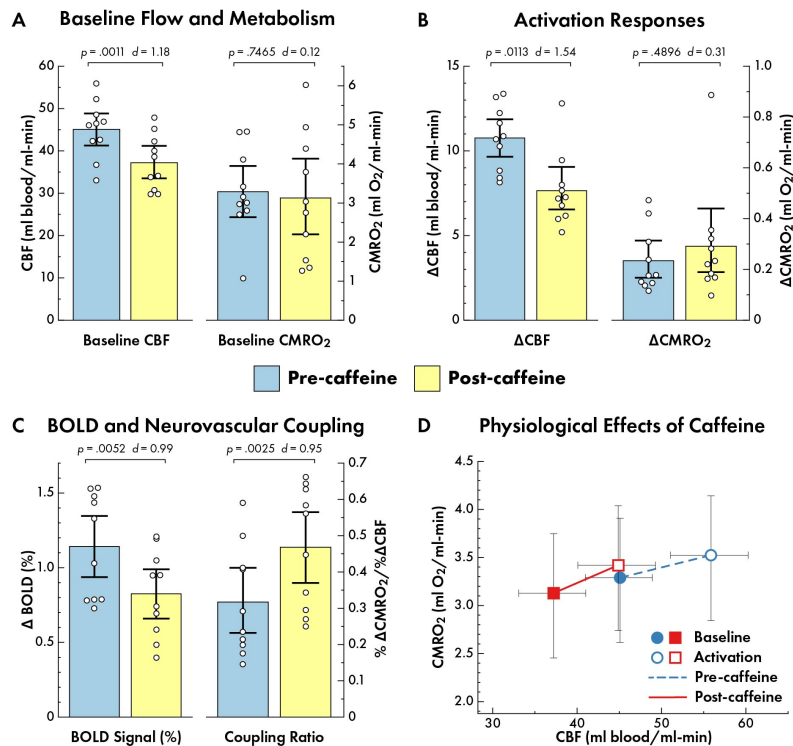 A Baseline Flow and Metabolism
p = .0011 d = 1.18
p = .7465 d = 0.12
60
50
40
30
20
10
0
CBF (ml blood/ml-min)
6
5
4
3
2
1
0
CMRO₂ (ml O₂/ml-min)
Baseline CBF
Baseline CMRO₂
B Activation Responses
p = .0113 d = 1.54
p = .4896 d = 0.31
15
10
5
0
ΔCBF (ml blood/ml-min)
1.0
0.8
0.6
0.4
0.2
0
ΔCMRO₂ (ml O₂/ml-min)
ΔCBF
ΔCMRO₂
Pre-caffeine
Post-caffeine
C BOLD and Neurovascular Coupling
p = .0052 d = 0.99
p = .0025 d = 0.95
1.5
1.0
0.5
0.0
Δ BOLD (%)
0.7
0.6
0.5
0.4
0.3
0.2
0.1
0
% ΔCMRO₂/%ΔCBF
BOLD Signal (%)
Coupling Ratio
D Physiological Effects of Caffeine
4.5
4.0
3.5
3.0
2.5
2.0
CMRO₂ (ml O₂/ml-min)
Baseline
Activation
Pre-caffeine
Post-caffeine
30
40
50
60
CBF (ml blood/ml-min)